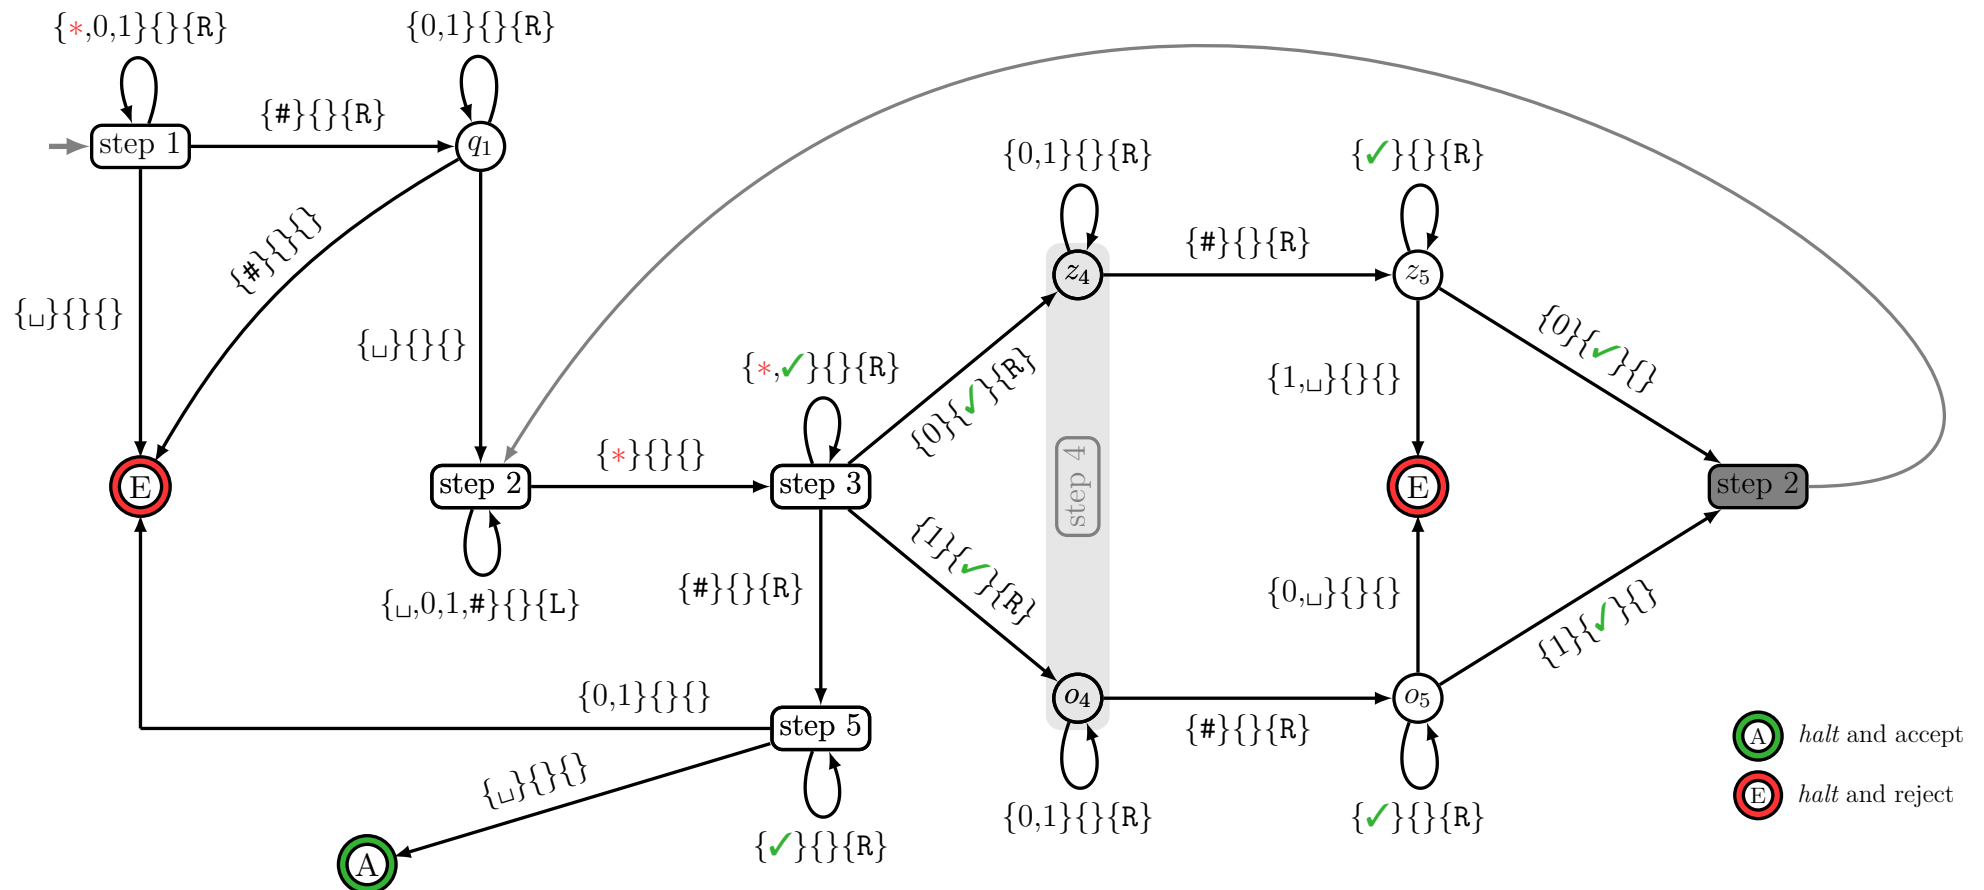 {*,0,1}{}{R}
{0,1}{}{R}
{#}{}{R}
step 1
q₁
{0,1}{}{R}
{✓}{}{R}
{#}{}{}
{␣}{}{}
{#}{}{R}
z₄
z₅
{␣}{}{}
{*,✓}{}{R}
{0}{✓}{R}
{0}{✓}{}
{1,␣}{}{}
E
step 2
{*}{}{}
step 3
step 4
E
step 2
{1}{✓}{R}
{␣,0,1,#}{}{L}
{#}{}{R}
{0,␣}{}{}
{1}{✓}{}
{0,1}{}{}
step 5
o₄
{#}{}{R}
o₅
{␣}{}{}
{✓}{}{R}
{0,1}{}{R}
{✓}{}{R}
A
A halt and accept
E halt and reject